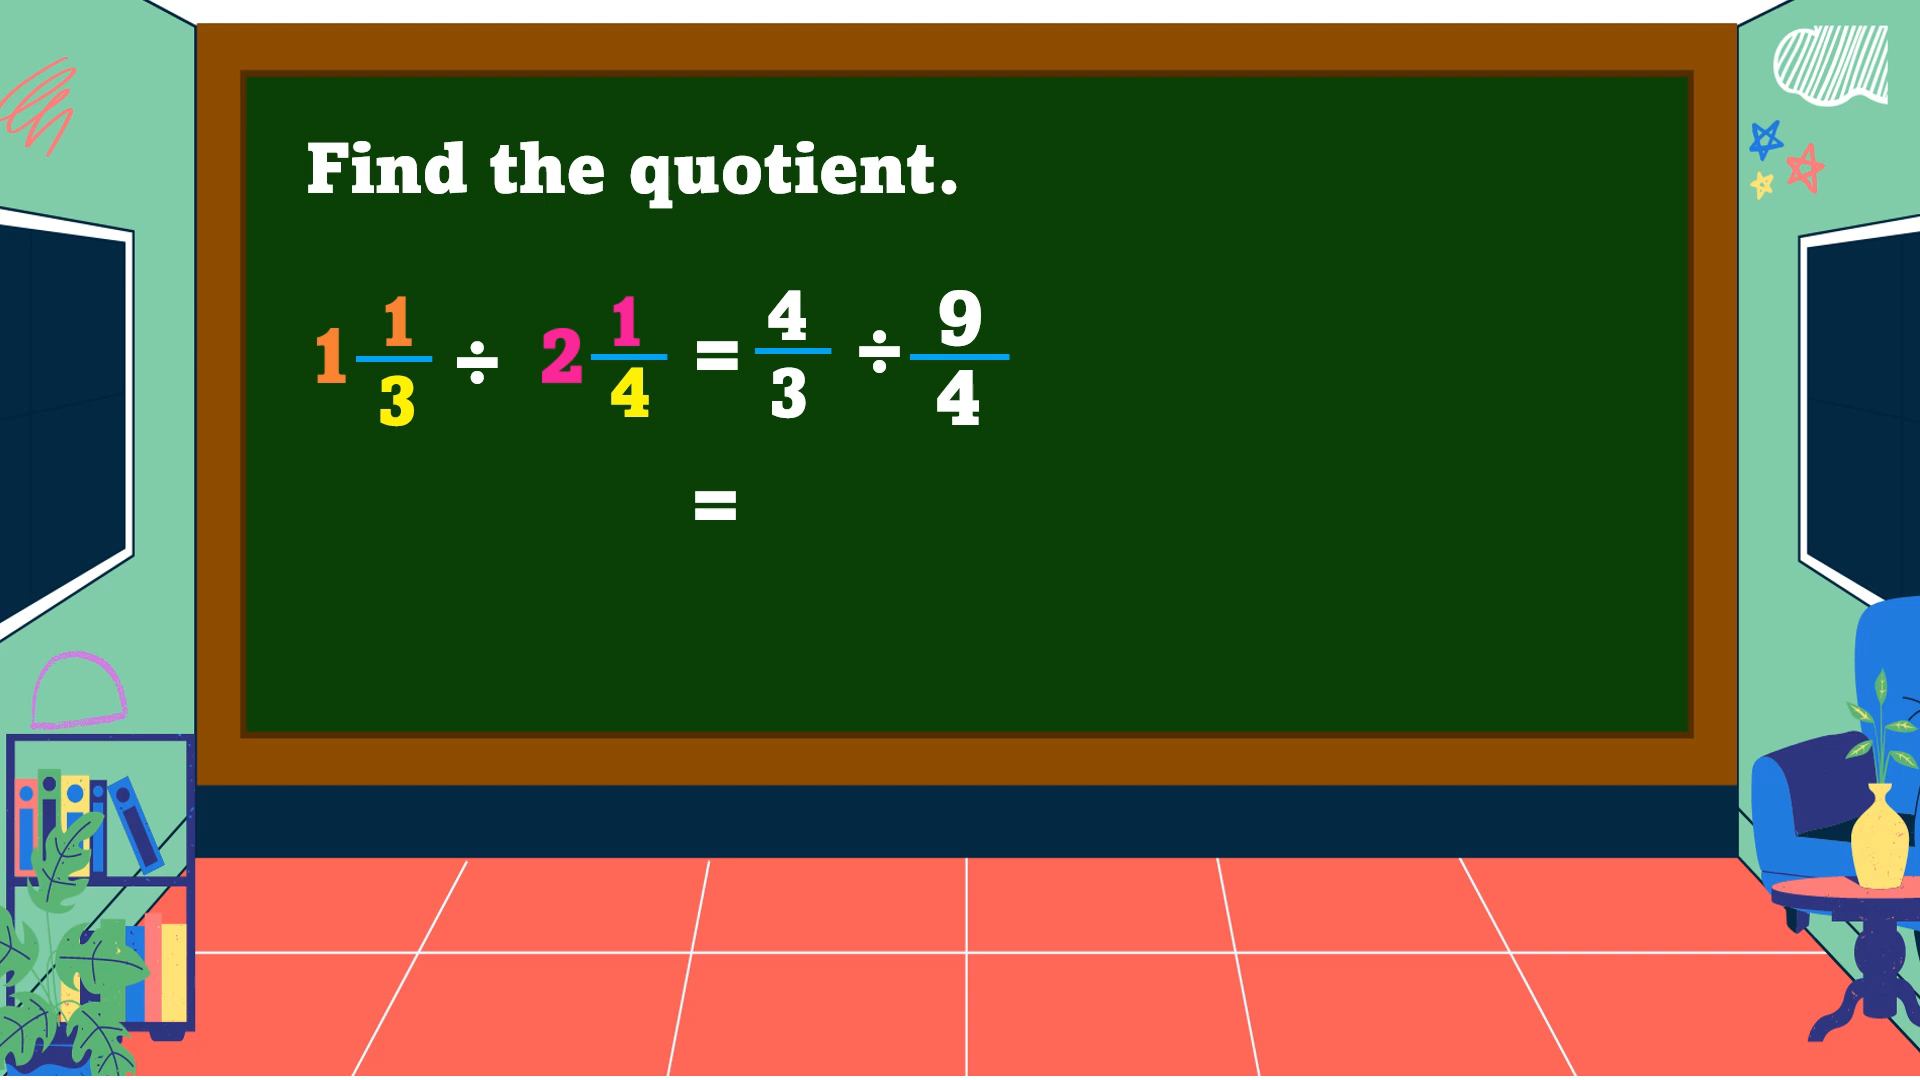 Find the quotient.
1 1/3 ÷ 2 1/4 = 4/3 ÷ 9/4
=